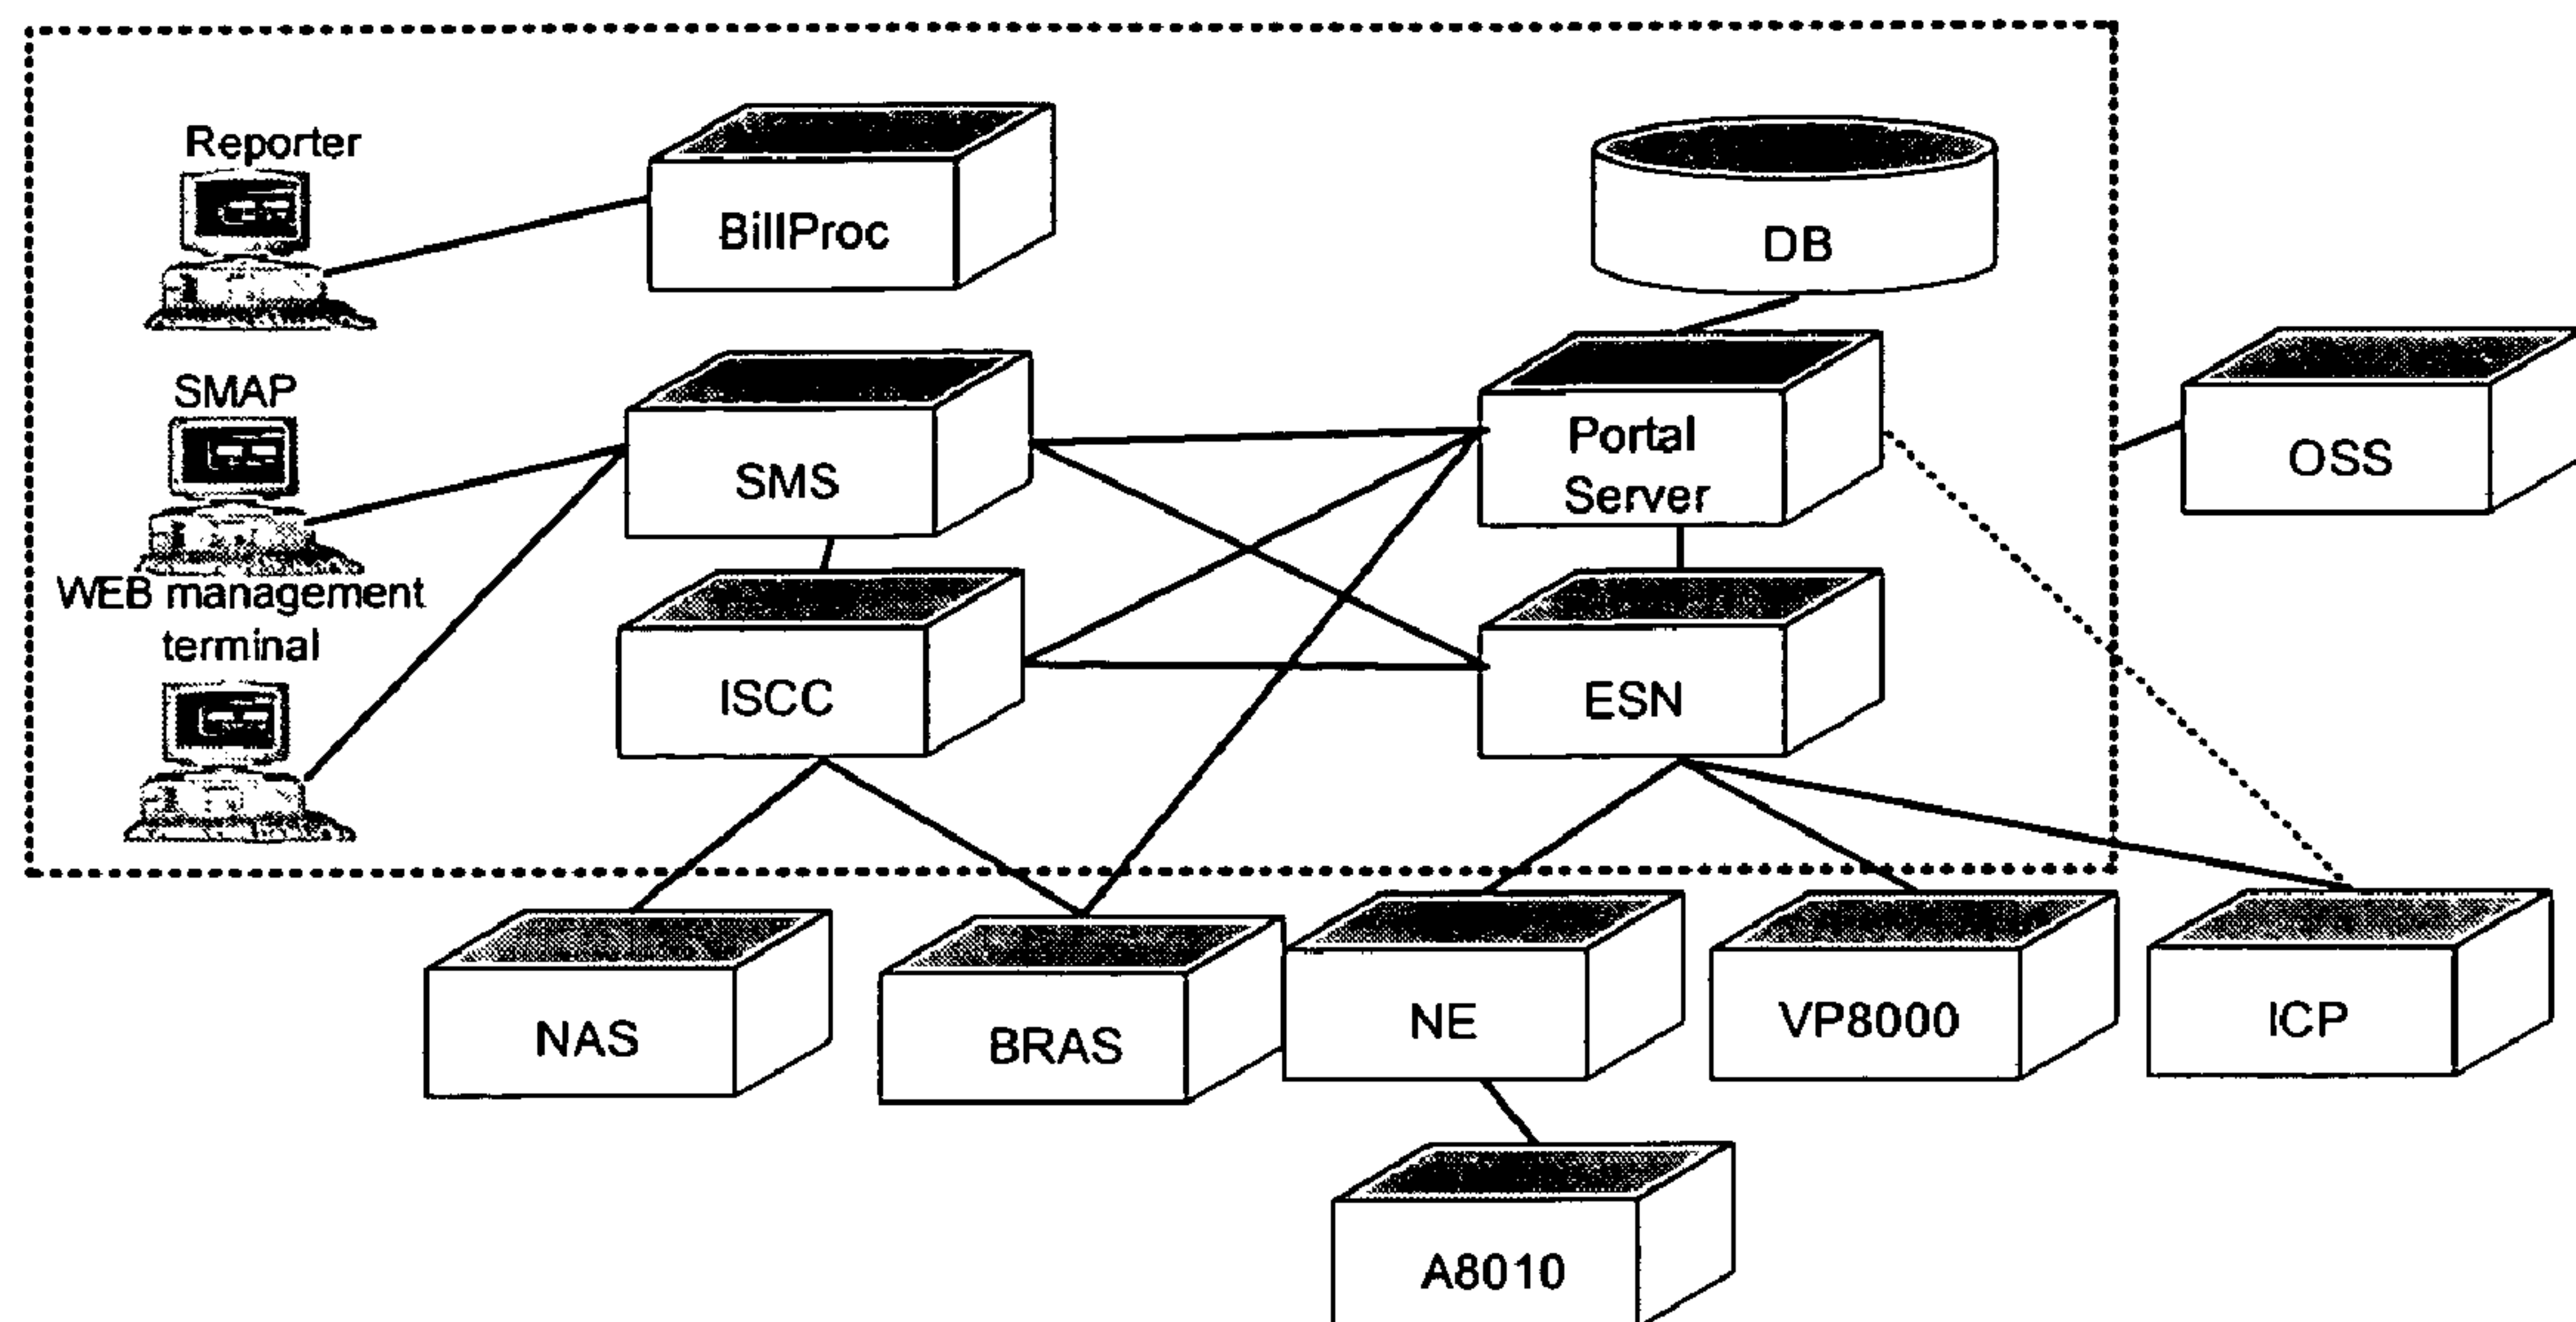 Reporter
BillProc
DB
SMAP
SMS
Portal
Server
OSS
WEB management
terminal
ISCC
ESN
NAS
BRAS
NE
VP8000
ICP
A8010